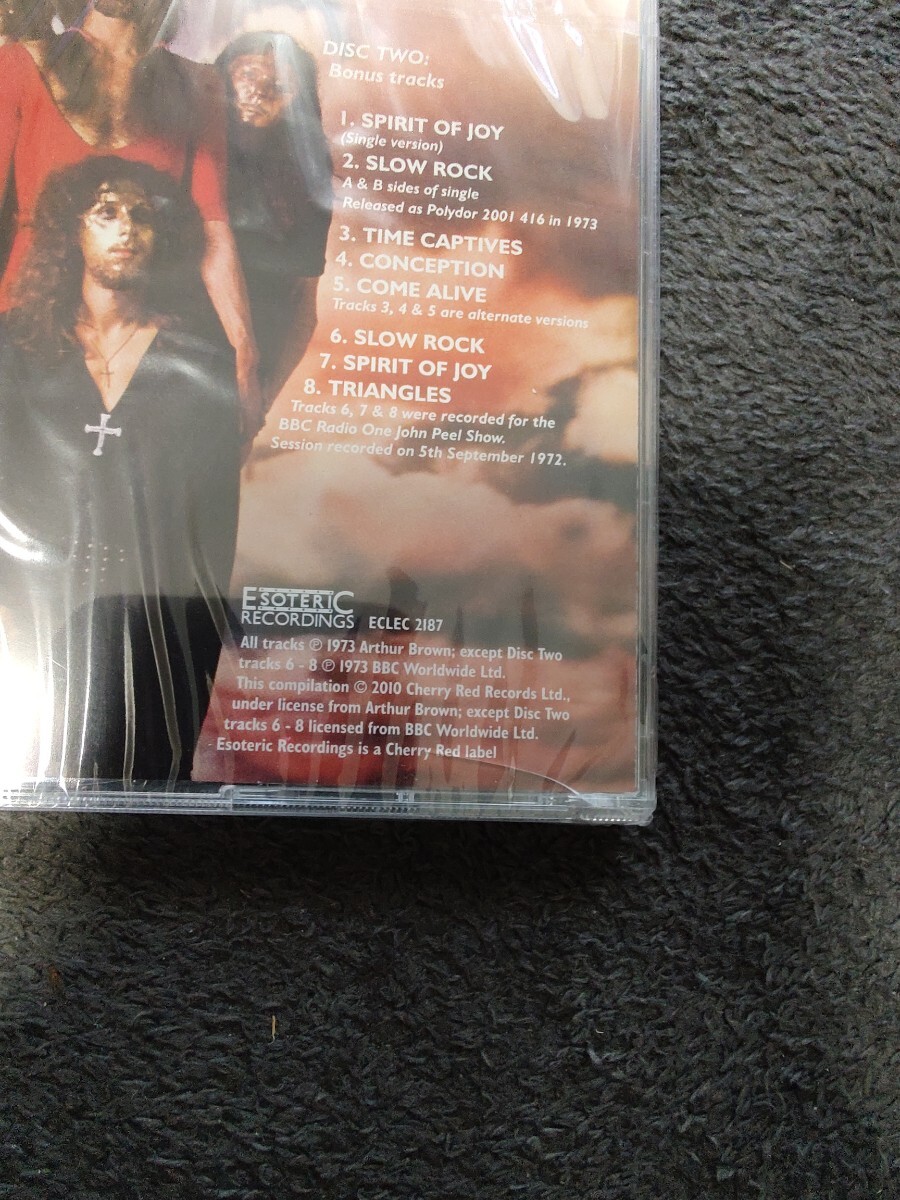 DISC TWO:
Bonus tracks
1. SPIRIT OF JOY
(Single version)
2. SLOW ROCK
A & B sides of single
Released as Polydor 2001 416 in 1973
3. TIME CAPTIVES
4. CONCEPTION
5. COME ALIVE
Tracks 3, 4 & 5 are alternate versions
6. SLOW ROCK
7. SPIRIT OF JOY
8. TRIANGLES
Tracks 6, 7 & 8 were recorded for the
BBC Radio One John Peel Show.
Session recorded on 5th September 1972.
ESOTERIC
RECORDINGS ECLEC 2187
All tracks ℗ 1973 Arthur Brown; except Disc Two
tracks 6 - 8 ℗ 1973 BBC Worldwide Ltd.
This compilation © 2010 Cherry Red Records Ltd.,
under license from Arthur Brown; except Disc Two
tracks 6 - 8 licensed from BBC Worldwide Ltd.
Esoteric Recordings is a Cherry Red label